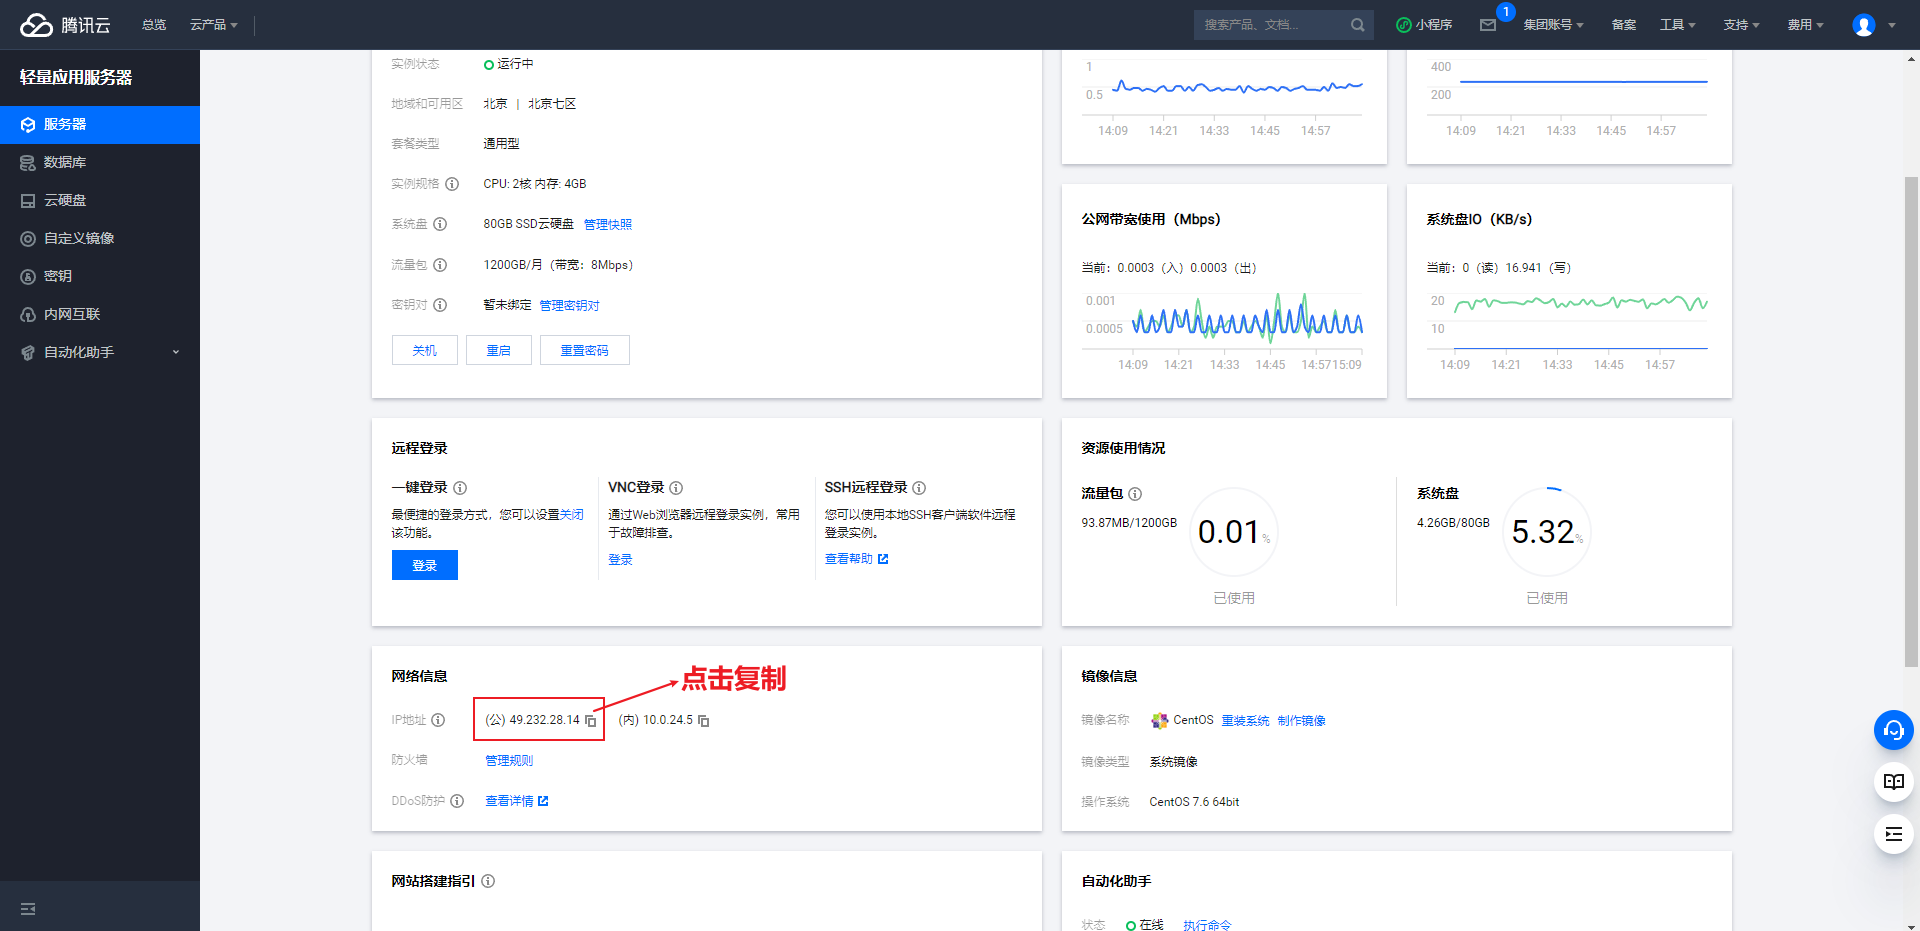 腾讯云 总览 云产品 搜索产品、文档... 小程序 1 集团账号 备案 工具 支持 费用
轻量应用服务器
服务器
数据库
云硬盘
自定义镜像
密钥
内网互联
自动化助手
实例状态 运行中
地域和可用区 北京 | 北京七区
套餐类型 通用型
实例规格 CPU: 2核 内存: 4GB
系统盘 80GB SSD云硬盘 管理快照
流量包 1200GB/月（带宽：8Mbps）
密钥对 暂未绑定 管理密钥对
关机 重启 重置密码
1
0.5
14:09 14:21 14:33 14:45 14:57
400
200
14:09 14:21 14:33 14:45 14:57
公网带宽使用（Mbps）
当前：0.0003（入）0.0003（出）
0.001
0.0005
14:09 14:21 14:33 14:45 14:57 15:09
系统盘IO（KB/s）
当前：0（读）16.941（写）
20
10
14:09 14:21 14:33 14:45 14:57
远程登录
一键登录
最便捷的登录方式，您可以设置关闭
该功能。
登录
VNC登录
通过Web浏览器远程登录实例，常用
于故障排查。
登录
SSH远程登录
您可以使用本地SSH客户端软件远程
登录实例。
查看帮助
资源使用情况
流量包
93.87MB/1200GB
0.01%
已使用
系统盘
4.26GB/80GB
5.32%
已使用
网络信息
点击复制
IP地址 (公) 49.232.28.14 (内) 10.0.24.5
防火墙 管理规则
DDoS防护 查看详情
镜像信息
镜像名称 CentOS 重装系统 制作镜像
镜像类型 系统镜像
操作系统 CentOS 7.6 64bit
网站搭建指引
自动化助手
状态 在线 执行命令